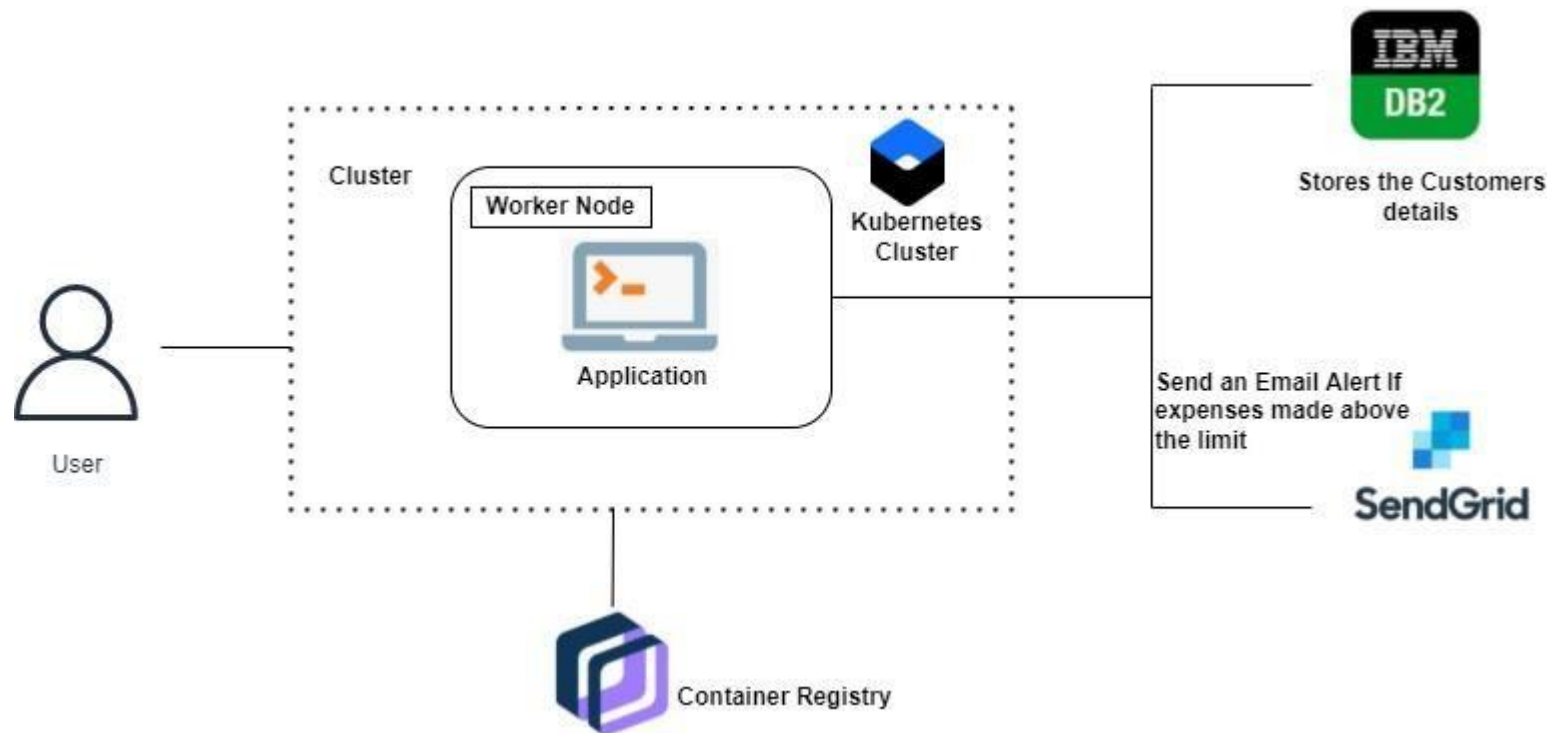 IBM
DB2
Stores the Customers
details
Cluster
Worker Node
Kubernetes
Cluster
Application
User
Send an Email Alert If
expenses made above
the limit
SendGrid
Container Registry